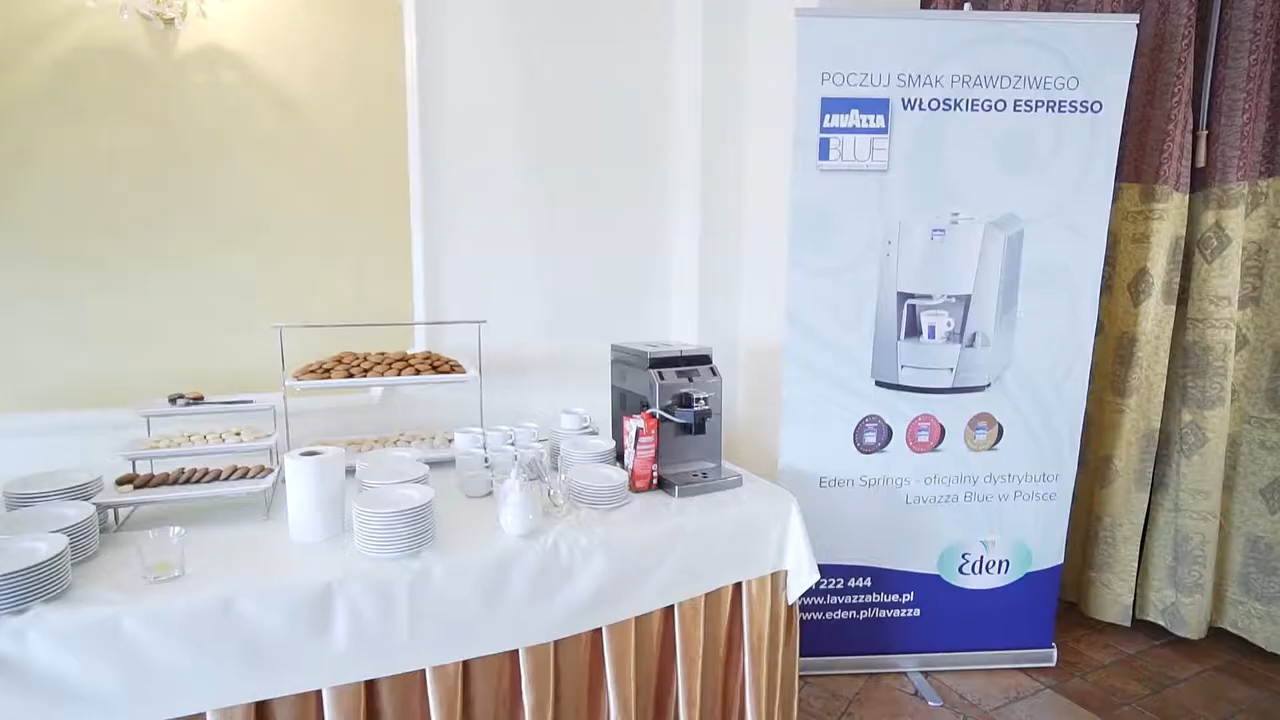 POCZUJ SMAK PRAWDZIWEGO
WŁOSKIEGO ESPRESSO
LAVAZZA
BLUE
Eden Springs - oficjalny dystrybutor
Lavazza Blue w Polsce
Eden
222 444
www.lavazzablue.pl
www.eden.pl/lavazza